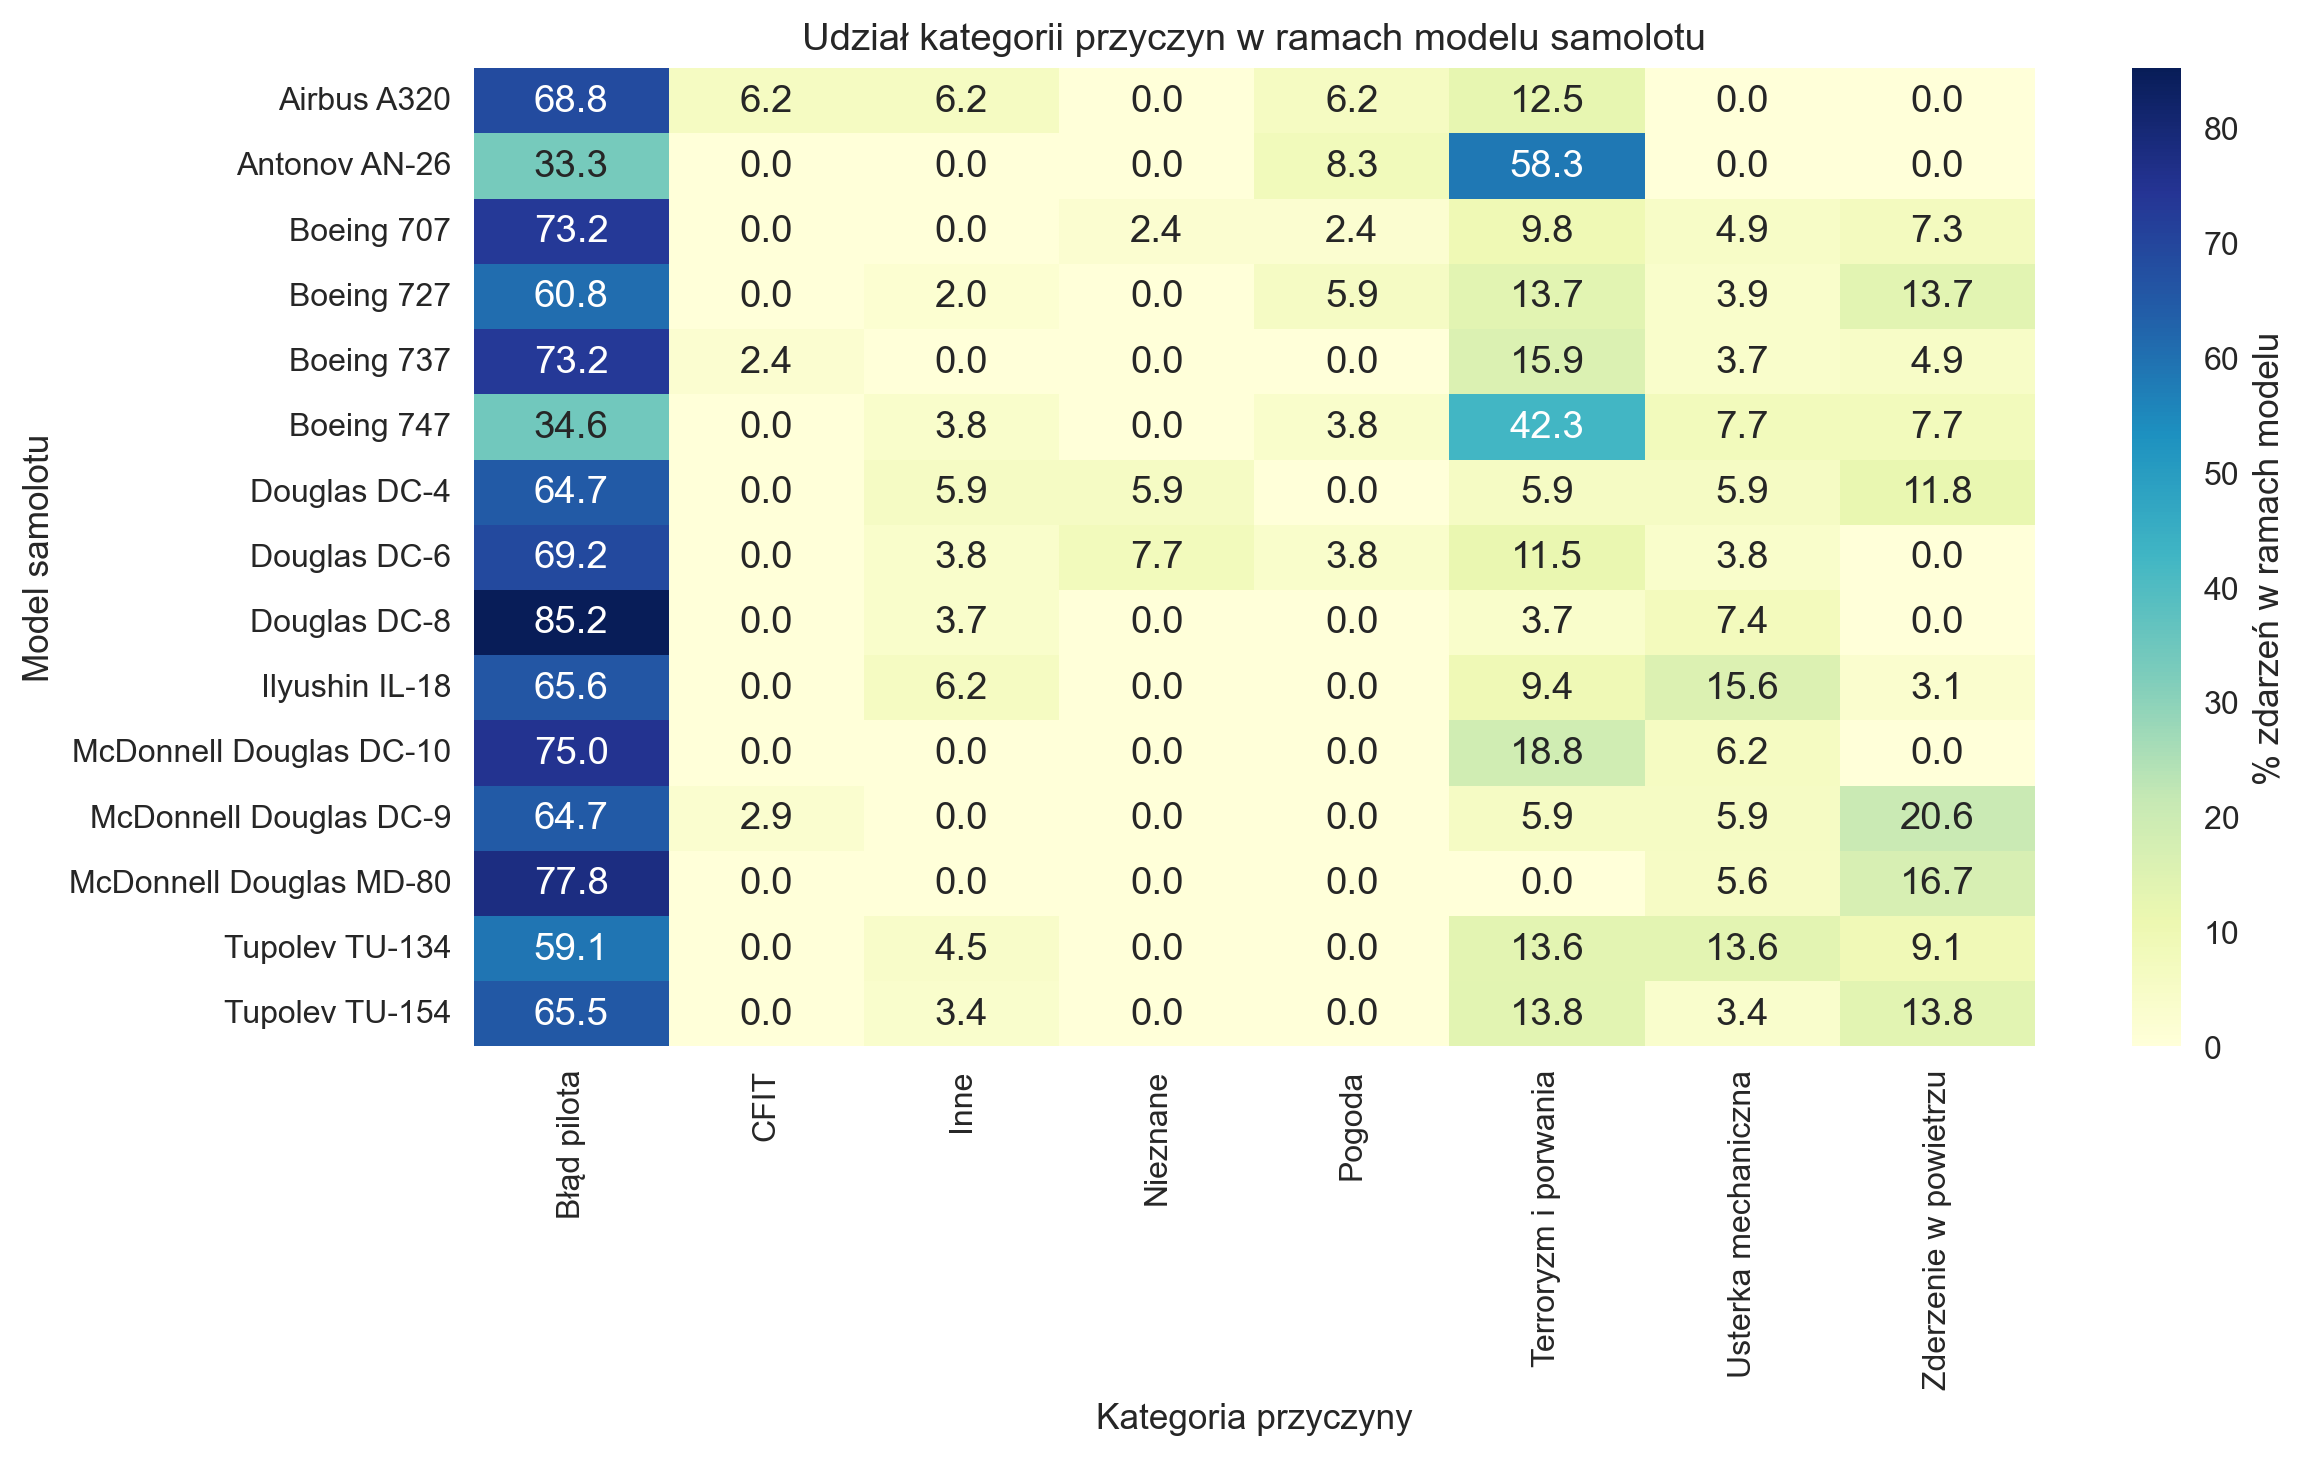 Udział kategorii przyczyn w ramach modelu samolotu
Model samolotu
Airbus A320 68.8 6.2 6.2 0.0 6.2 12.5 0.0 0.0
Antonov AN-26 33.3 0.0 0.0 0.0 8.3 58.3 0.0 0.0
Boeing 707 73.2 0.0 0.0 2.4 2.4 9.8 4.9 7.3
Boeing 727 60.8 0.0 2.0 0.0 5.9 13.7 3.9 13.7
Boeing 737 73.2 2.4 0.0 0.0 0.0 15.9 3.7 4.9
Boeing 747 34.6 0.0 3.8 0.0 3.8 42.3 7.7 7.7
Douglas DC-4 64.7 0.0 5.9 5.9 0.0 5.9 5.9 11.8
Douglas DC-6 69.2 0.0 3.8 7.7 3.8 11.5 3.8 0.0
Douglas DC-8 85.2 0.0 3.7 0.0 0.0 3.7 7.4 0.0
Ilyushin IL-18 65.6 0.0 6.2 0.0 0.0 9.4 15.6 3.1
McDonnell Douglas DC-10 75.0 0.0 0.0 0.0 0.0 18.8 6.2 0.0
McDonnell Douglas DC-9 64.7 2.9 0.0 0.0 0.0 5.9 5.9 20.6
McDonnell Douglas MD-80 77.8 0.0 0.0 0.0 0.0 0.0 5.6 16.7
Tupolev TU-134 59.1 0.0 4.5 0.0 0.0 13.6 13.6 9.1
Tupolev TU-154 65.5 0.0 3.4 0.0 0.0 13.8 3.4 13.8
Błąd pilota
CFIT
Inne
Nieznane
Pogoda
Terroryzm i porwania
Usterka mechaniczna
Zderzenie w powietrzu
Kategoria przyczyny
80
70
60
50
40
30
20
10
0
% zdarzeń w ramach modelu